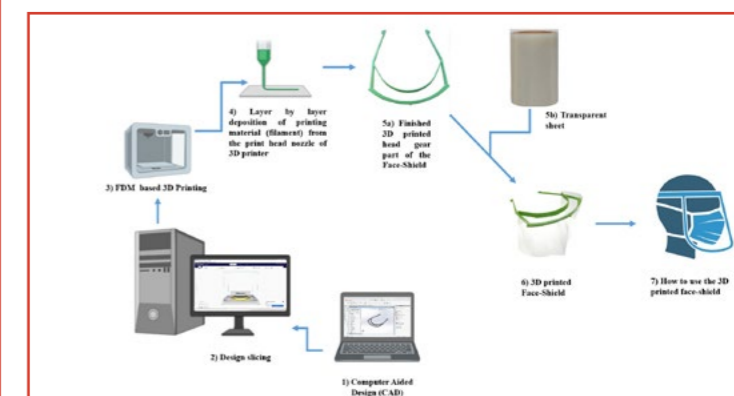 4) Layer by layer
deposition of printing
material (filament) from
the print head nozzle of
3D printer
5a) Finished
3D printed
head gear
part of the
Face-Shield
5b) Transparent
sheet
3) FDM based 3D Printing
6) 3D printed
Face-Shield
7) How to use the 3D
printed face-shield
2) Design slicing
1) Computer Aided
Design (CAD)